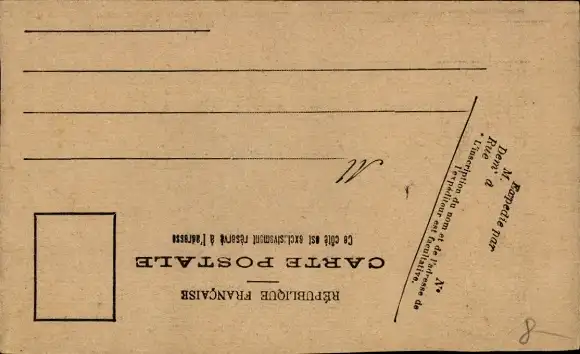 RÉPUBLIQUE FRANÇAISE
CARTE POSTALE
Ce côté est exclusivement réservé à l'adresse
M
Expédié par
M.
Demt à
Rue
N°
* L'inscription du nom et de l'adresse de
l'expéditeur est facultative.
8-